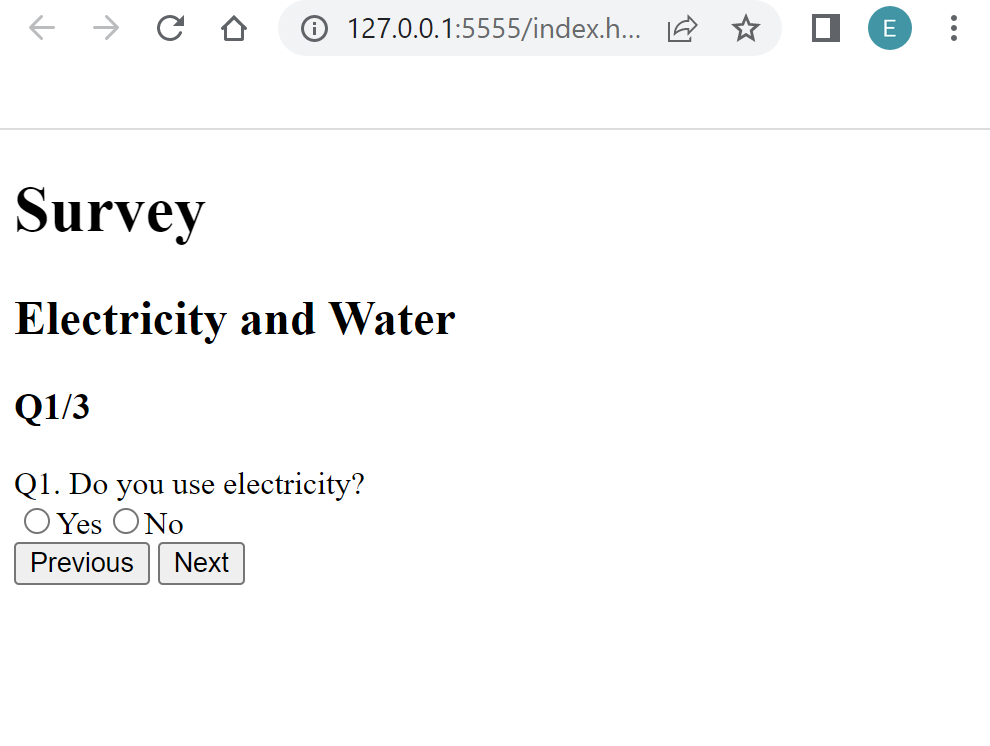 127.0.0.1:5555/index.h...
E
Survey
Electricity and Water
Q1/3
Q1. Do you use electricity?
Yes No
Previous Next